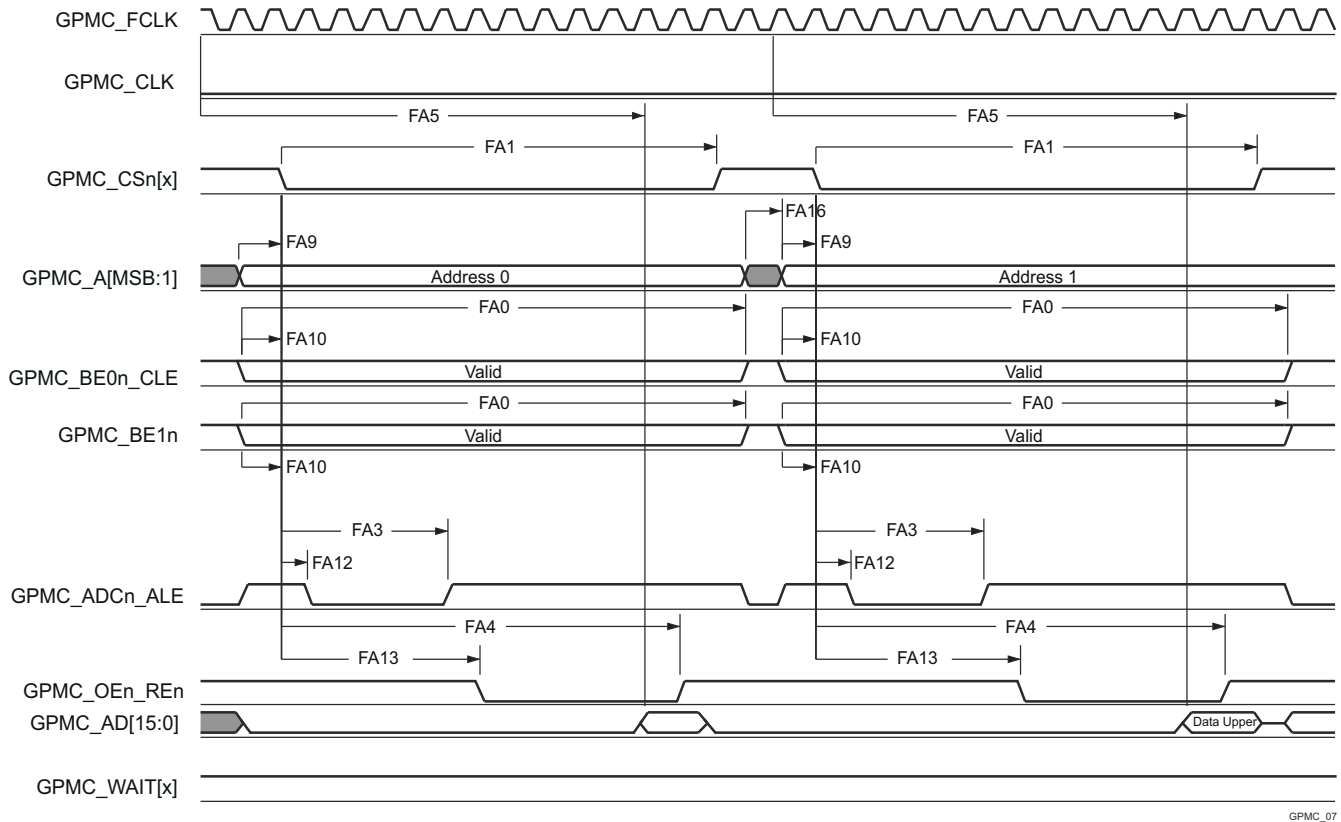 GPMC_FCLK
GPMC_CLK
FA5 FA5
FA1 FA1
GPMC_CSn[x]
FA16
FA9 FA9
GPMC_A[MSB:1] Address 0 Address 1
FA0 FA0
FA10 FA10
GPMC_BE0n_CLE Valid Valid
FA0 FA0
GPMC_BE1n Valid Valid
FA10 FA10
FA3 FA3
FA12 FA12
GPMC_ADCn_ALE
FA4 FA4
FA13 FA13
GPMC_OEn_REn
GPMC_AD[15:0] Data Upper
GPMC_WAIT[x]
GPMC_07